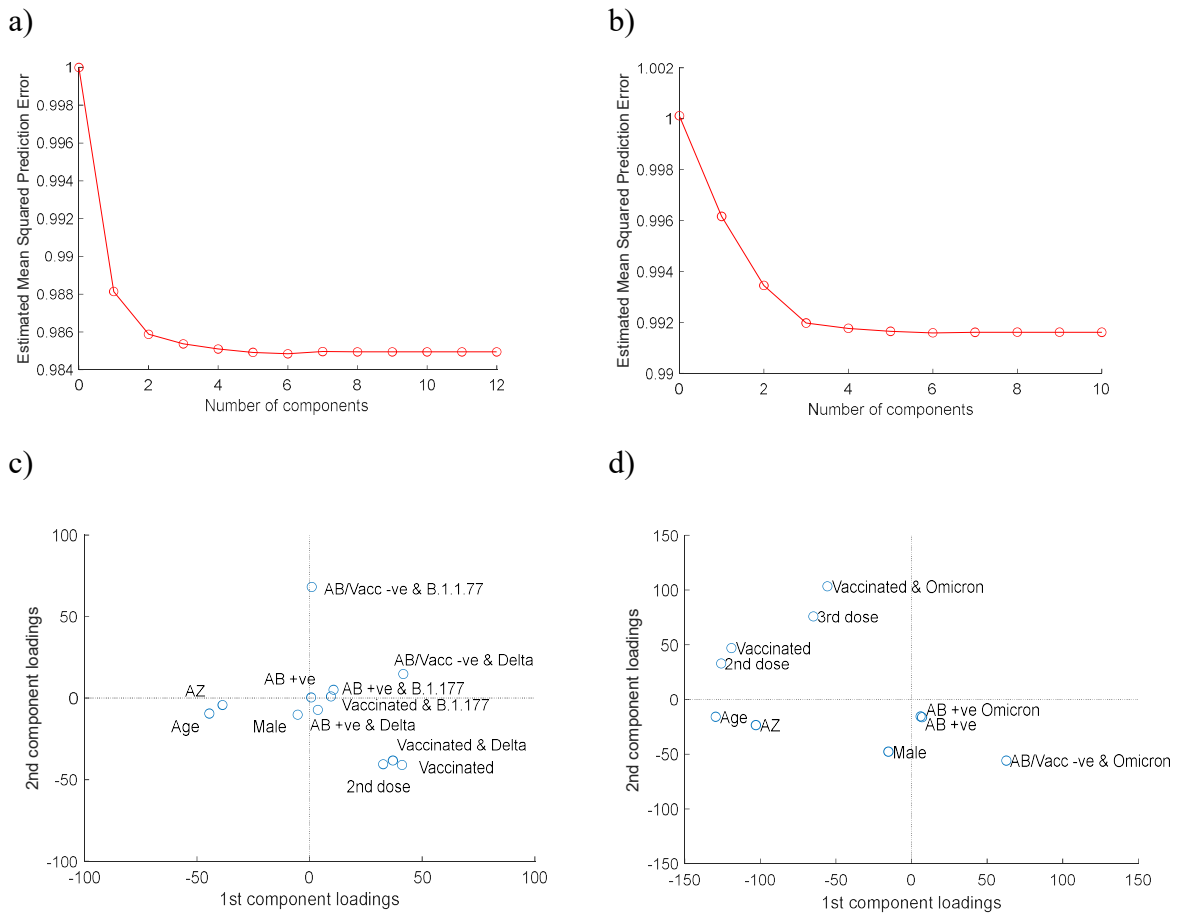 a)
Estimated Mean Squared Prediction Error
1
0.998
0.996
0.994
0.992
0.99
0.988
0.986
0.984
0 2 4 6 8 10 12
Number of components
b)
Estimated Mean Squared Prediction Error
1.002
1
0.998
0.996
0.994
0.992
0.99
0 2 4 6 8 10
Number of components
c)
2nd component loadings
100
50
0
-50
-100
AB/Vacc -ve & B.1.1.77
AB/Vacc -ve & Delta
AB +ve
AZ
AB +ve & B.1.177
Vaccinated & B.1.177
Age
Male
AB +ve & Delta
Vaccinated & Delta
Vaccinated
2nd dose
-100 -50 0 50 100
1st component loadings
d)
2nd component loadings
150
100
50
0
-50
-100
-150
Vaccinated & Omicron
3rd dose
Vaccinated
2nd dose
AB +ve Omicron
Age
AZ
AB +ve
Male
AB/Vacc -ve & Omicron
-150 -100 -50 0 50 100 150
1st component loadings